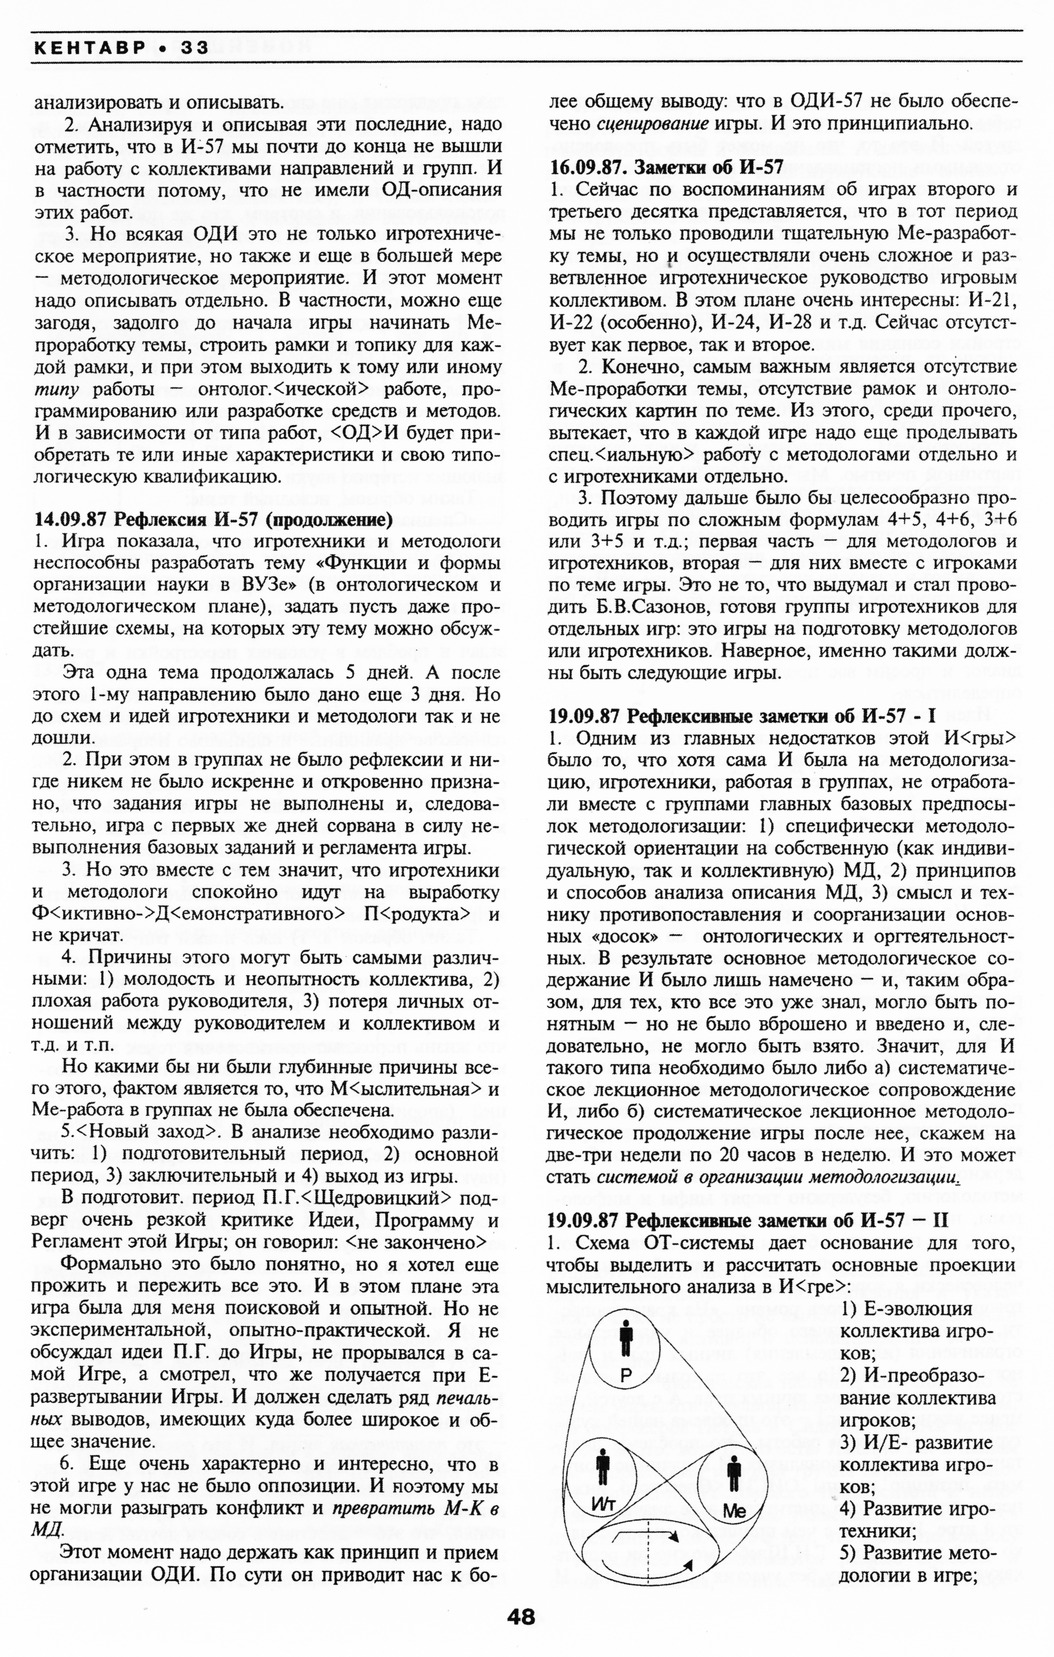 КЕНТАВР • 33
анализировать и описывать.
2. Анализируя и описывая эти последние, надо
отметить, что в И-57 мы почти до конца не вышли
на работу с коллективами направлений и групп. И
в частности потому, что не имели ОД-описания
этих работ.
3. Но всякая ОДИ это не только игротехниче-
ское мероприятие, но также и еще в большей мере
— методологическое мероприятие. И этот момент
надо описывать отдельно. В частности, можно еще
загодя, задолго до начала игры начинать Ме-
проработку темы, строить рамки и топику для каж-
дой рамки, и при этом выходить к тому или иному
типу работы — онтолог.<ической> работе, про-
граммированию или разработке средств и методов.
И в зависимости от типа работ, <ОД>И будет при-
обретать те или иные характеристики и свою типо-
логическую квалификацию.
14.09.87 Рефлексия И-57 (продолжение)
1. Игра показала, что игротехники и методологи
неспособны разработать тему «Функции и формы
организации науки в ВУЗе» (в онтологическом и
методологическом плане), задать пусть даже про-
стейшие схемы, на которых эту тему можно обсуж-
дать.
Эта одна тема продолжалась 5 дней. А после
этого 1-му направлению было дано еще 3 дня. Но
до схем и идей игротехники и методологи так и не
дошли.
2. При этом в группах не было рефлексии и ни-
где никем не было искренне и откровенно призна-
но, что задания игры не выполнены и, следова-
тельно, игра с первых же дней сорвана в силу не-
выполнения базовых заданий и регламента игры.
3. Но это вместе с тем значит, что игротехники
и методологи спокойно идут на выработку
Ф<иктивно->Д<емонстративного> П<родукта> и
не кричат.
4. Причины этого могут быть самыми различ-
ными: 1) молодость и неопытность коллектива, 2)
плохая работа руководителя, 3) потеря личных от-
ношений между руководителем и коллективом и
т.д. и т.п.
Но какими бы ни были глубинные причины все-
го этого, фактом является то, что М<ыслительная> и
Ме-работа в группах не была обеспечена.
5.<Новый заход>. В анализе необходимо разли-
чить: 1) подготовительный период, 2) основной
период, 3) заключительный и 4) выход из игры.
В подготовит. период П.Г.<Щедровицкий> под-
верг очень резкой критике Идеи, Программу и
Регламент этой Игры; он говорил: <не закончено>
Формально это было понятно, но я хотел еще
прожить и пережить все это. И в этом плане эта
игра была для меня поисковой и опытной. Но не
экспериментальной, опытно-практической. Я не
обсуждал идеи П.Г. до Игры, не прорывался в са-
мой Игре, а смотрел, что же получается при Е-
развертывании Игры. И должен сделать ряд печаль-
ных выводов, имеющих куда более широкое и об-
щее значение.
6. Еще очень характерно и интересно, что в
этой игре у нас не было оппозиции. И поэтому мы
не могли разыграть конфликт и превратить М-К в
МД.
Этот момент надо держать как принцип и прием
организации ОДИ. По сути он приводит нас к бо-
лее общему выводу: что в ОДИ-57 не было обеспе-
чено сценирование игры. И это принципиально.
16.09.87. Заметки об И-57
1. Сейчас по воспоминаниям об играх второго и
третьего десятка представляется, что в тот период
мы не только проводили тщательную Ме-разработ-
ку темы, но и осуществляли очень сложное и раз-
ветвленное игротехническое руководство игровым
коллективом. В этом плане очень интересны: И-21,
И-22 (особенно), И-24, И-28 и т.д. Сейчас отсутст-
вует как первое, так и второе.
2. Конечно, самым важным является отсутствие
Ме-проработки темы, отсутствие рамок и онтоло-
гических картин по теме. Из этого, среди прочего,
вытекает, что в каждой игре надо еще проделывать
спец.<иальную> работу с методологами отдельно и
с игротехниками отдельно.
3. Поэтому дальше было бы целесообразно про-
водить игры по сложным формулам 4+5, 4+6, 3+6
или 3+5 и т.д.; первая часть — для методологов и
игротехников, вторая — для них вместе с игроками
по теме игры. Это не то, что выдумал и стал прово-
дить Б.В.Сазонов, готовя группы игротехников для
отдельных игр: это игры на подготовку методологов
или игротехников. Наверное, именно такими долж-
ны быть следующие игры.
19.09.87 Рефлексивные заметки об И-57 - I
1. Одним из главных недостатков этой И<гры>
было то, что хотя сама И была на методологиза-
цию, игротехники, работая в группах, не отработа-
ли вместе с группами главных базовых предпосы-
лок методологизации: 1) специфически методоло-
гической ориентации на собственную (как индиви-
дуальную, так и коллективную) МД, 2) принципов
и способов анализа описания МД, 3) смысл и тех-
нику противопоставления и соорганизации основ-
ных «досок» — онтологических и оргтеятельност-
ных. В результате основное методологическое со-
держание И было лишь намечено — и, таким обра-
зом, для тех, кто все это уже знал, могло быть по-
нятным — но не было вброшено и введено и, сле-
довательно, не могло быть взято. Значит, для И
такого типа необходимо было либо а) систематиче-
ское лекционное методологическое сопровождение
И, либо б) систематическое лекционное методоло-
гическое продолжение игры после нее, скажем на
две-три недели по 20 часов в неделю. И это может
стать системой в организации методологизации.
19.09.87 Рефлексивные заметки об И-57 — II
1. Схема ОТ-системы дает основание для того,
чтобы выделить и рассчитать основные проекции
мыслительного анализа в И<гре>:
1) Е-эволюция
коллектива игро-
ков;
2) И-преобразо-
вание коллектива
игроков;
3) И/Е- развитие
коллектива игро-
ков;
4) Развитие игро-
техники;
5) Развитие мето-
дологии в игре;
Р
И/т
Ме
48